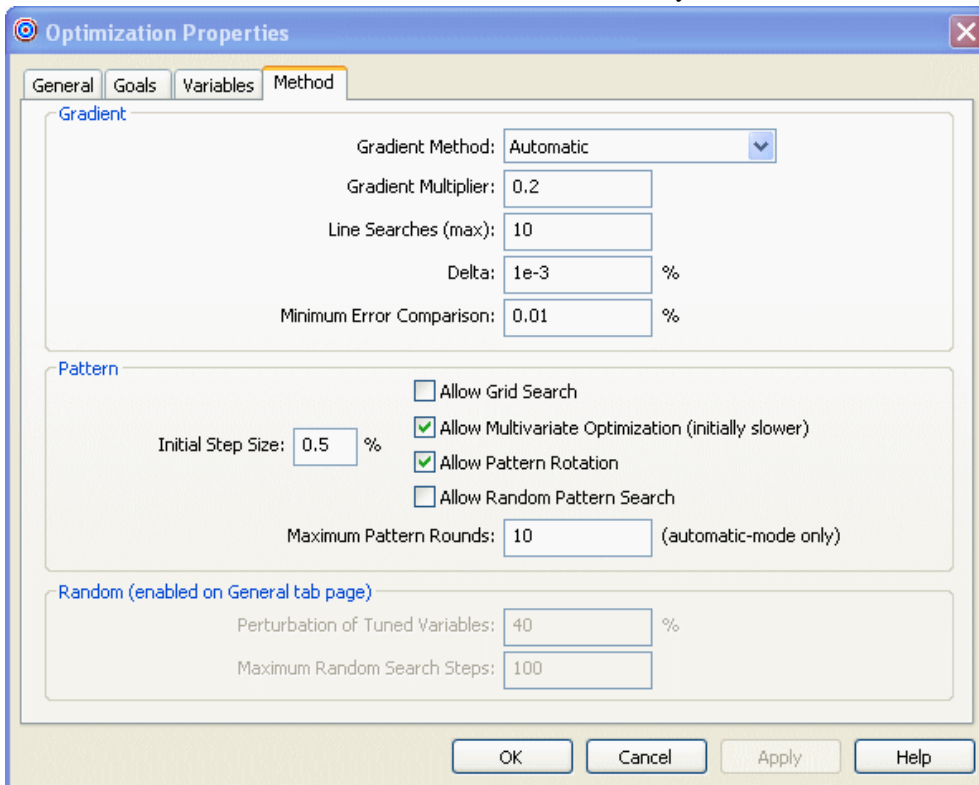 Optimization Properties
General Goals Variables Method
Gradient
Gradient Method: Automatic
Gradient Multiplier: 0.2
Line Searches (max): 10
Delta: 1e-3 %
Minimum Error Comparison: 0.01 %
Pattern
Allow Grid Search
Allow Multivariate Optimization (initially slower)
Initial Step Size: 0.5 %
Allow Pattern Rotation
Allow Random Pattern Search
Maximum Pattern Rounds: 10 (automatic-mode only)
Random (enabled on General tab page)
Perturbation of Tuned Variables: 40 %
Maximum Random Search Steps: 100
OK Cancel Apply Help